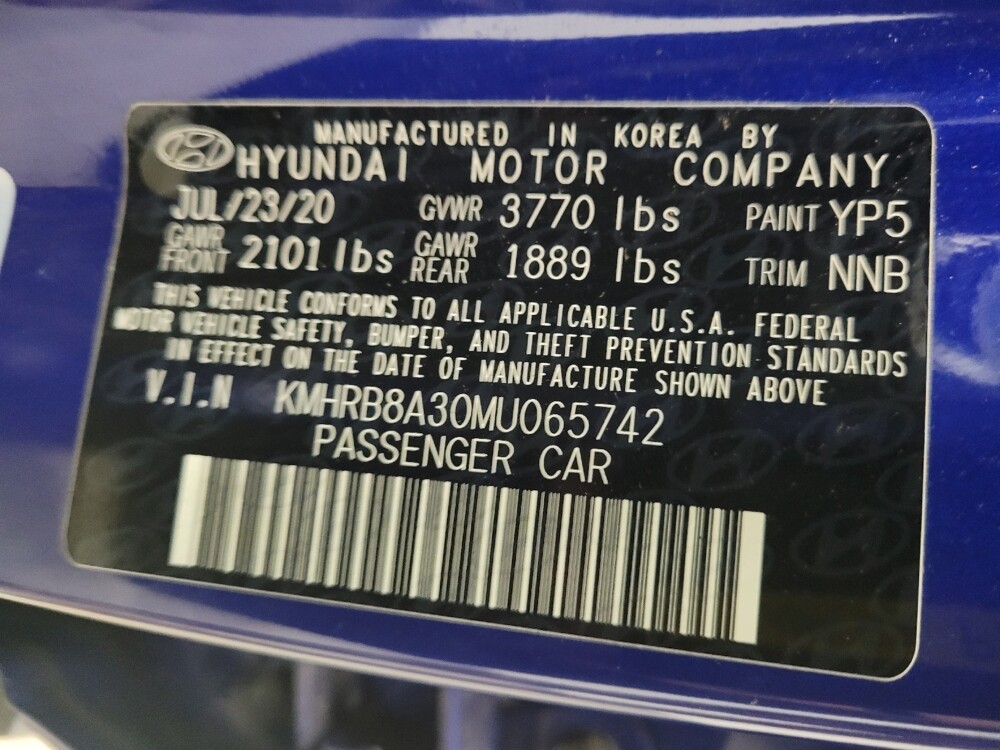 MANUFACTURED IN KOREA BY
HYUNDAI MOTOR COMPANY
JUL/23/20 GVWR 3770 lbs PAINT YP5
GAWR FRONT 2101 lbs GAWR REAR 1889 lbs TRIM NNB
THIS VEHICLE CONFORMS TO ALL APPLICABLE U.S.A. FEDERAL
MOTOR VEHICLE SAFETY, BUMPER, AND THEFT PREVENTION STANDARDS
IN EFFECT ON THE DATE OF MANUFACTURE SHOWN ABOVE
V.I.N KMHRB8A30MU065742
PASSENGER CAR